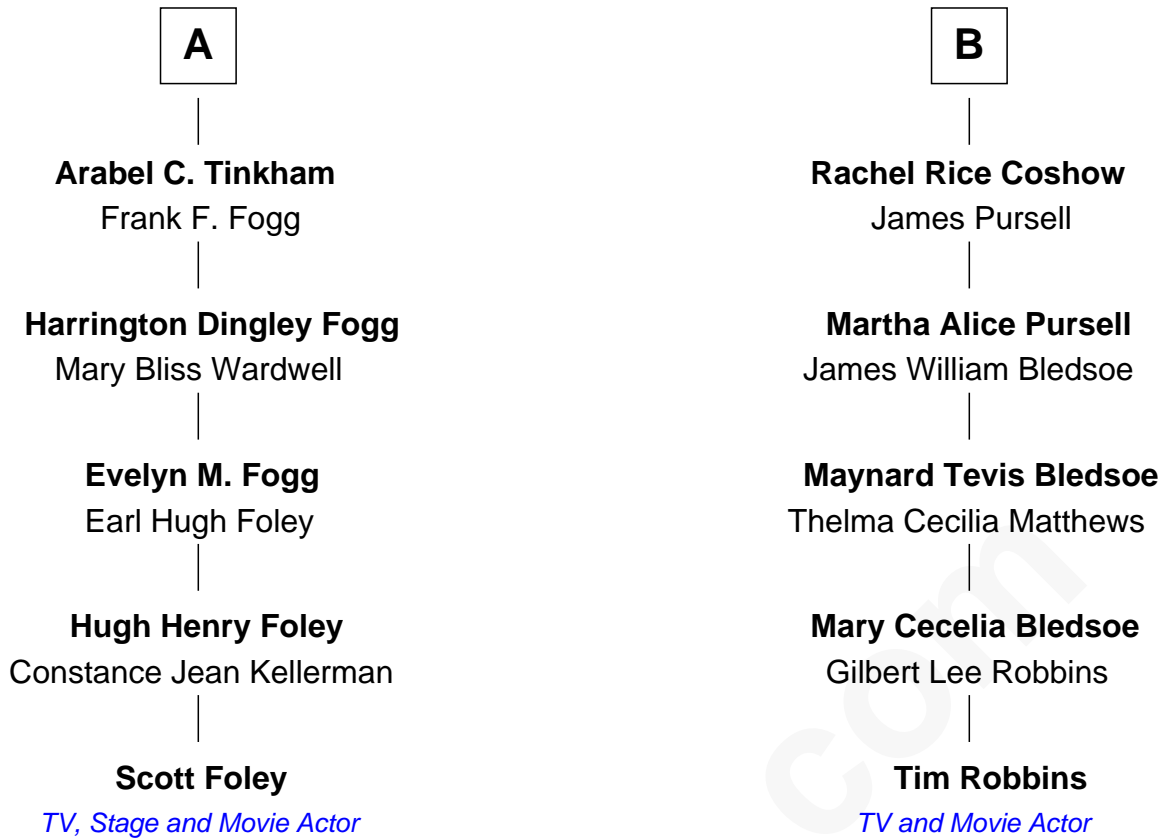 A
Arabel C. Tinkham
Frank F. Fogg
Harrington Dingley Fogg
Mary Bliss Wardwell
Evelyn M. Fogg
Earl Hugh Foley
Hugh Henry Foley
Constance Jean Kellerman
Scott Foley
TV, Stage and Movie Actor
B
Rachel Rice Coshow
James Pursell
Martha Alice Pursell
James William Bledsoe
Maynard Tevis Bledsoe
Thelma Cecilia Matthews
Mary Cecelia Bledsoe
Gilbert Lee Robbins
Tim Robbins
TV and Movie Actor
com